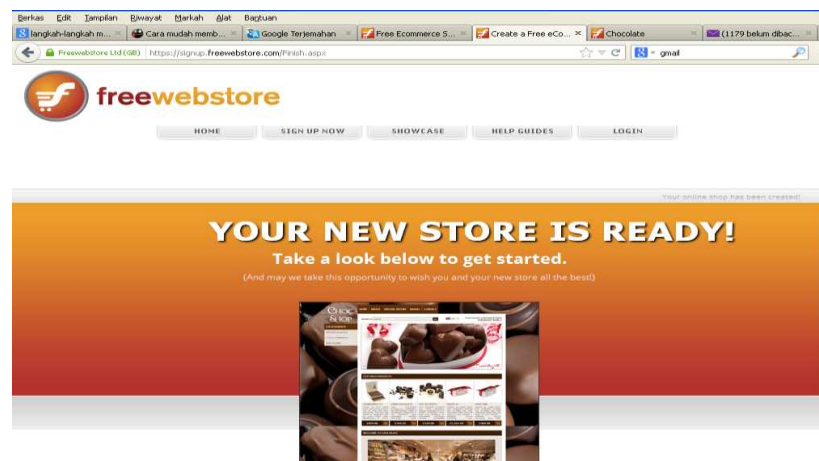 Berkas Edit Tampilan Riwayat Markah Alat Bantuan
langkah-langkah m... Cara mudah memb... Google Terjemahan Free Ecommerce S... Create a Free eCo... Chocolate (1179 belum dibac...
Freewebstore Ltd (GB) https://signup.freewebstore.com/Finish.aspx gmail
freewebstore
HOME SIGN UP NOW SHOWCASE HELP GUIDES LOGIN
Your online shop has been created!
YOUR NEW STORE IS READY!
Take a look below to get started.
(And may we take this opportunity to wish you and your new store all the best!)
CHOC
SHOP